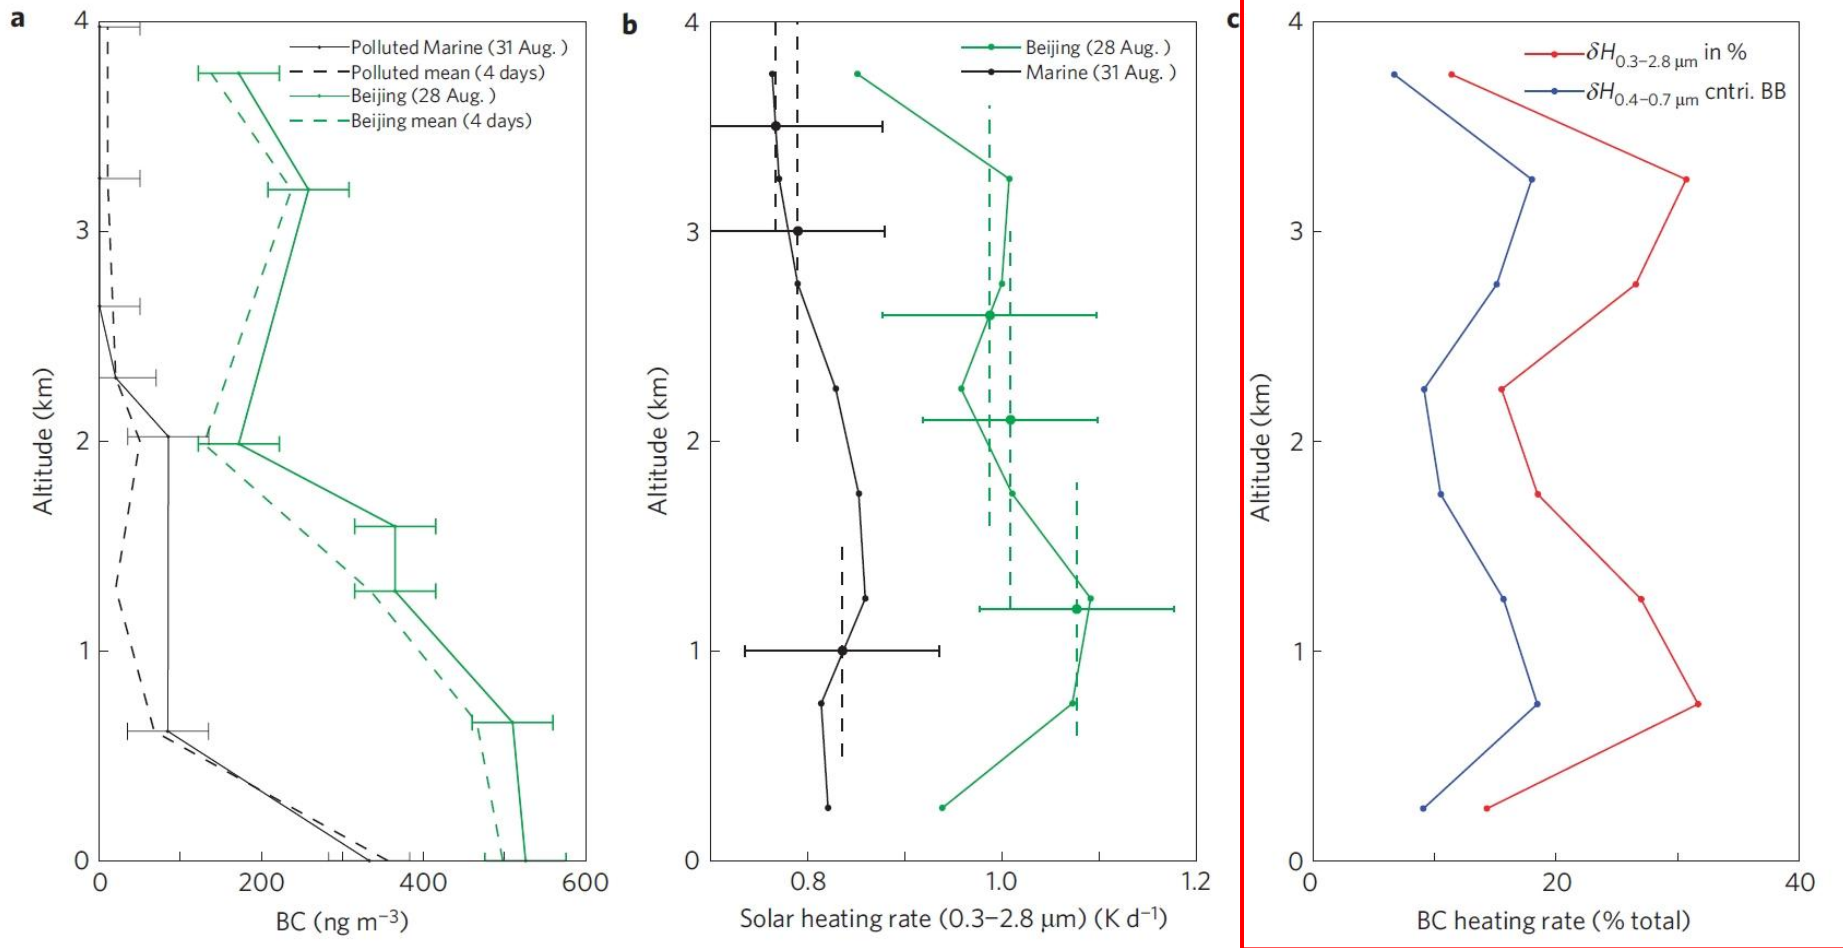 a
4
3
2
1
0
Altitude (km)
0
200
400
600
BC (ng m⁻³)
Polluted Marine (31 Aug. )
Polluted mean (4 days)
Beijing (28 Aug. )
Beijing mean (4 days)
b
4
3
2
1
0
Altitude (km)
0.8
1.0
1.2
Solar heating rate (0.3–2.8 μm) (K d⁻¹)
Beijing (28 Aug. )
Marine (31 Aug. )
c
4
3
2
1
0
Altitude (km)
0
20
40
BC heating rate (% total)
δH0.3–2.8 μm in %
δH0.4–0.7 μm cntri. BB